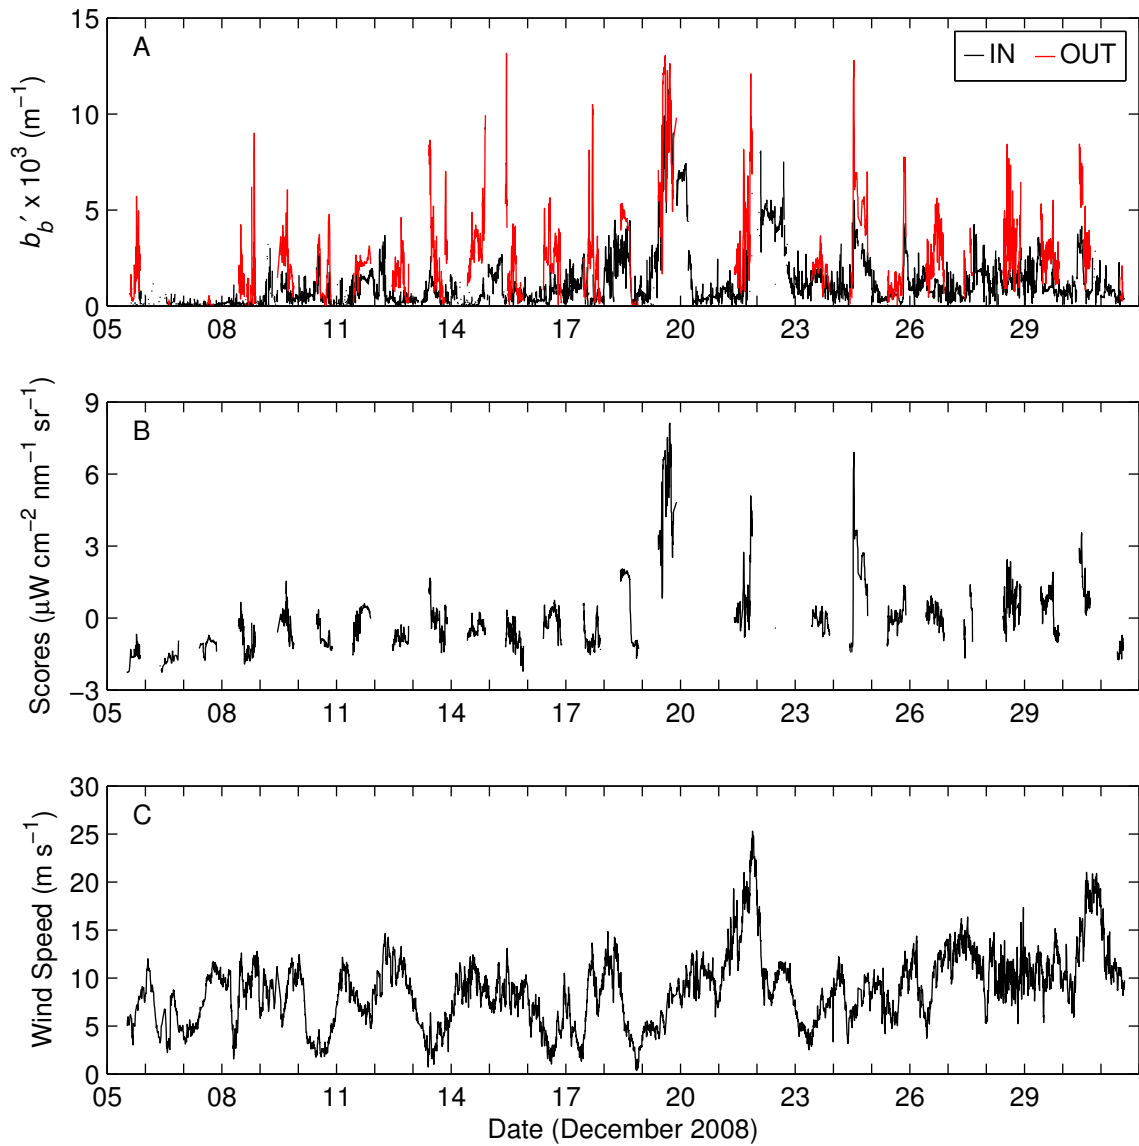 15
A
IN OUT
10
5
0
b_b′ x 10³ (m⁻¹)
05 08 11 14 17 20 23 26 29
9
B
6
3
0
−3
Scores (μW cm⁻² nm⁻¹ sr⁻¹)
05 08 11 14 17 20 23 26 29
30
C
25
20
15
10
5
0
Wind Speed (m s⁻¹)
05 08 11 14 17 20 23 26 29
Date (December 2008)